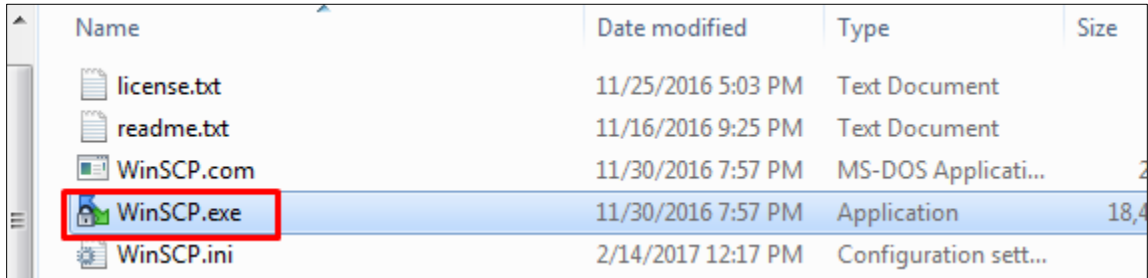 Name Date modified Type Size
license.txt 11/25/2016 5:03 PM Text Document
readme.txt 11/16/2016 9:25 PM Text Document
WinSCP.com 11/30/2016 7:57 PM MS-DOS Applicati...
WinSCP.exe 11/30/2016 7:57 PM Application 18,4
WinSCP.ini 2/14/2017 12:17 PM Configuration sett...